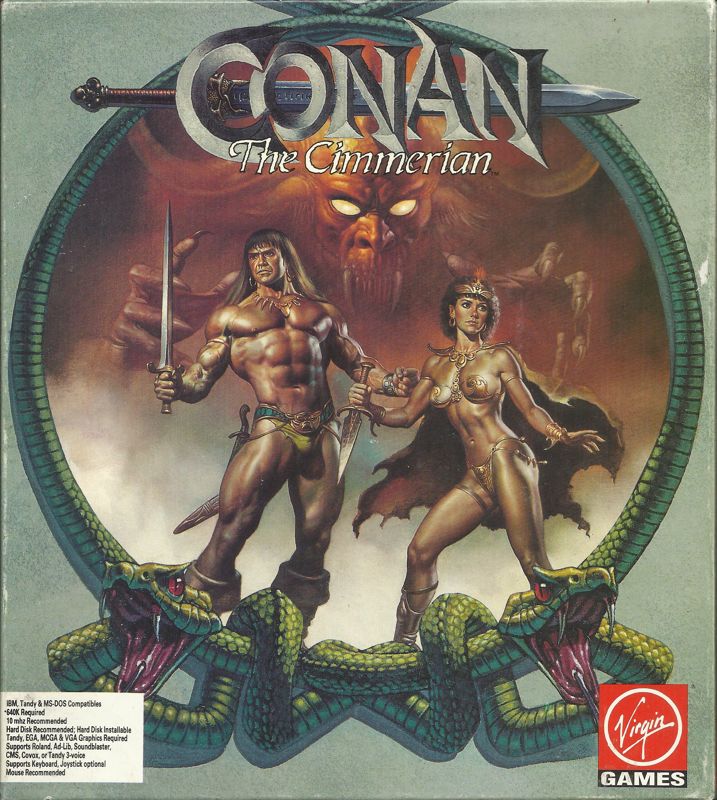 CONAN
The Cimmerian™
IBM, Tandy & MS-DOS Compatibles
*640K Required
10 mhz Recommended
Hard Disk Recommended; Hard Disk Installable
Tandy, EGA, MCGA & VGA Graphics Required
Supports Roland, Ad-Lib, Soundblaster,
CMS, Covox, or Tandy 3-voice
Supports Keyboard, Joystick optional
Mouse Recommended
Virgin
GAMES